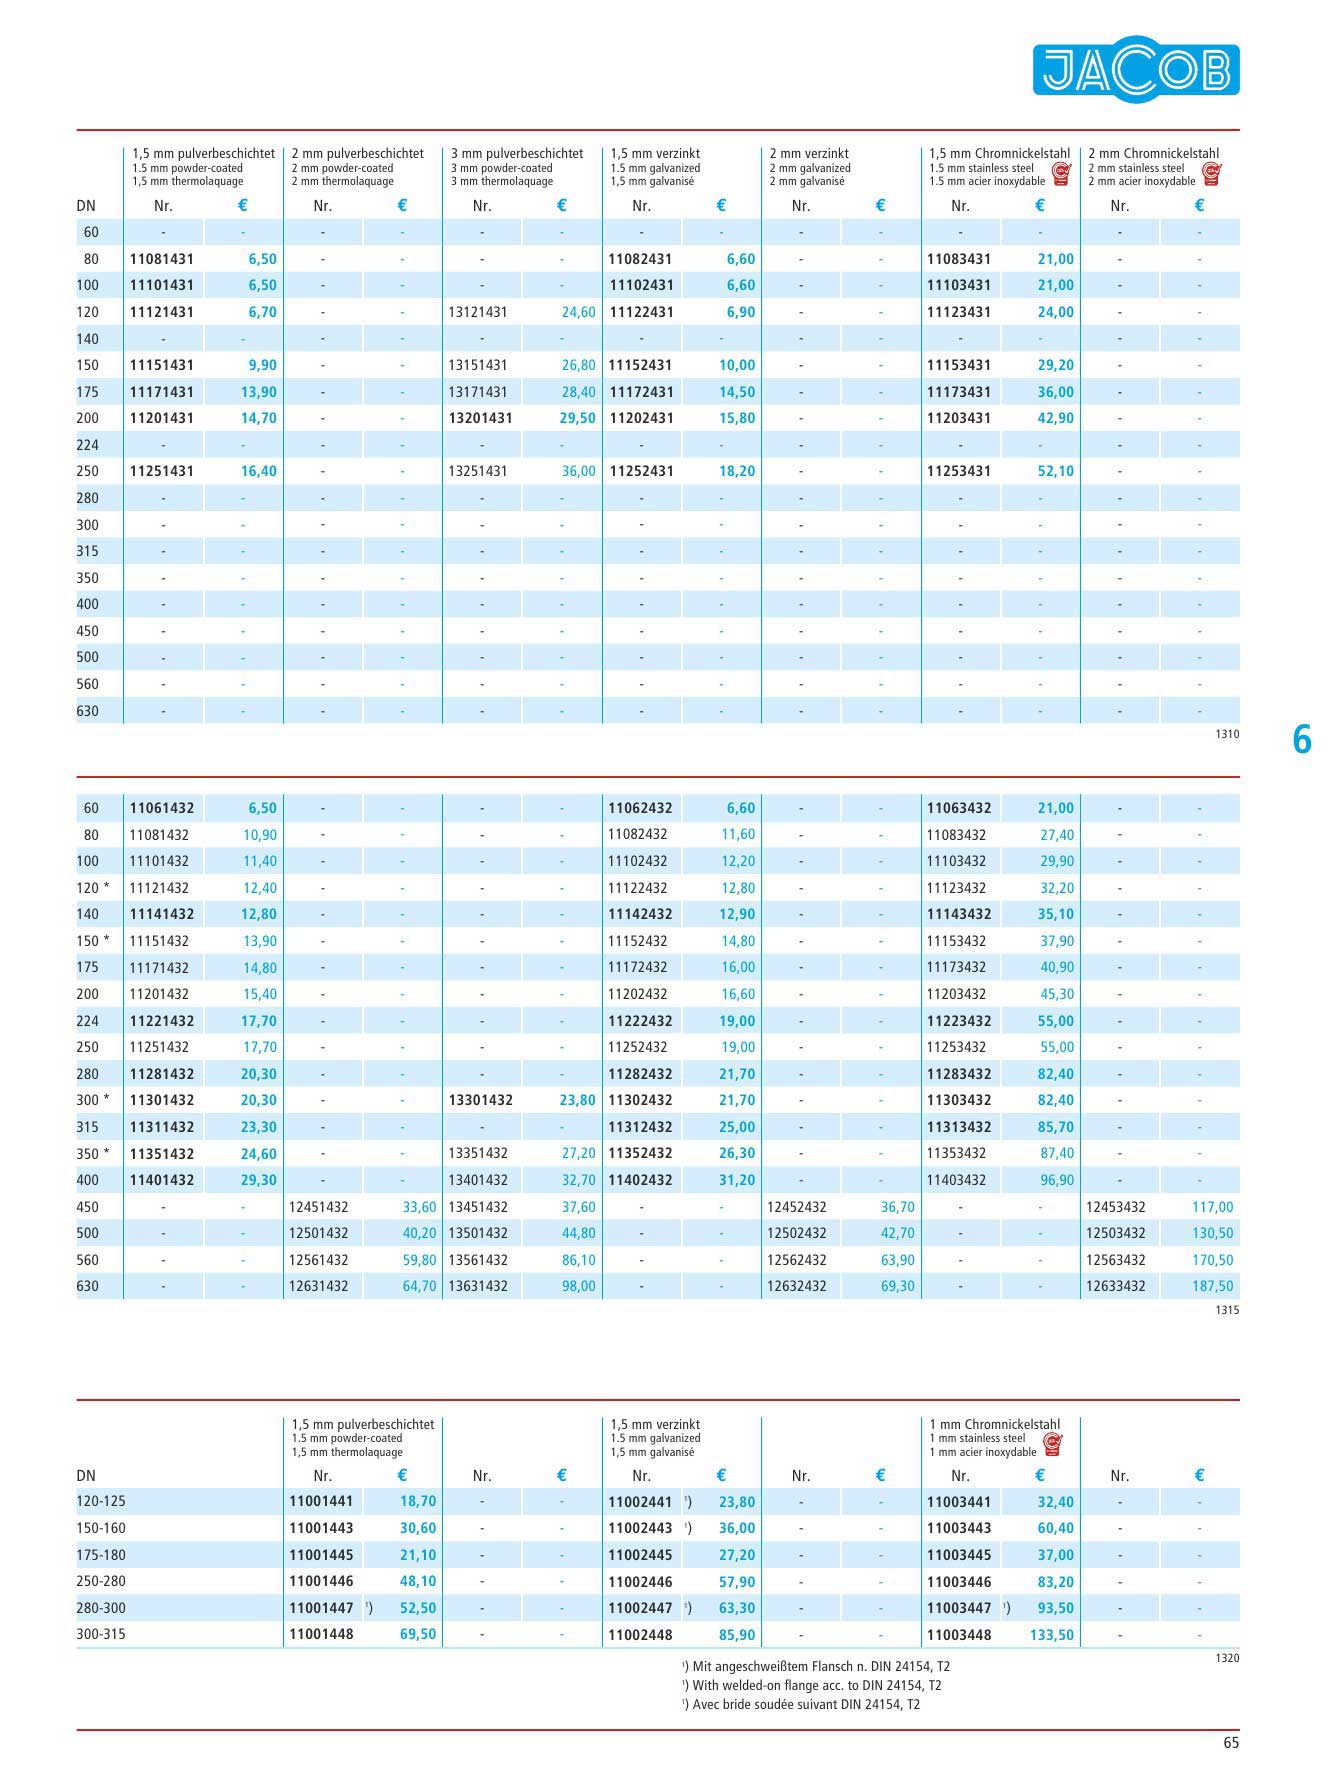 JACOB
1,5 mm pulverbeschichtet 2 mm pulverbeschichtet 3 mm pulverbeschichtet 1,5 mm verzinkt 2 mm verzinkt 1,5 mm Chromnickelstahl 2 mm Chromnickelstahl
1.5 mm powder-coated 2 mm powder-coated 3 mm powder-coated 1.5 mm galvanized 2 mm galvanized 1.5 mm stainless steel 2 mm stainless steel
1,5 mm thermolaquage 2 mm thermolaquage 3 mm thermolaquage 1,5 mm galvanisé 2 mm galvanisé 1.5 mm acier inoxydable 2 mm acier inoxydable
DN Nr. € Nr. € Nr. € Nr. € Nr. € Nr. € Nr. €
60 - - - - - - - - - - - - - -
80 11081431 6,50 - - - - 11082431 6,60 - - 11083431 21,00 - -
100 11101431 6,50 - - - - 11102431 6,60 - - 11103431 21,00 - -
120 11121431 6,70 - - 13121431 24,60 11122431 6,90 - - 11123431 24,00 - -
140 - - - - - - - - - - - - - -
150 11151431 9,90 - - 13151431 26,80 11152431 10,00 - - 11153431 29,20 - -
175 11171431 13,90 - - 13171431 28,40 11172431 14,50 - - 11173431 36,00 - -
200 11201431 14,70 - - 13201431 29,50 11202431 15,80 - - 11203431 42,90 - -
224 - - - - - - - - - - - - - -
250 11251431 16,40 - - 13251431 36,00 11252431 18,20 - - 11253431 52,10 - -
280 - - - - - - - - - - - - - -
300 - - - - - - - - - - - - - -
315 - - - - - - - - - - - - - -
350 - - - - - - - - - - - - - -
400 - - - - - - - - - - - - - -
450 - - - - - - - - - - - - - -
500 - - - - - - - - - - - - - -
560 - - - - - - - - - - - - - -
630 - - - - - - - - - - - - - -
1310
6
60 11061432 6,50 - - - - 11062432 6,60 - - 11063432 21,00 - -
80 11081432 10,90 - - - - 11082432 11,60 - - 11083432 27,40 - -
100 11101432 11,40 - - - - 11102432 12,20 - - 11103432 29,90 - -
120 * 11121432 12,40 - - - - 11122432 12,80 - - 11123432 32,20 - -
140 11141432 12,80 - - - - 11142432 12,90 - - 11143432 35,10 - -
150 * 11151432 13,90 - - - - 11152432 14,80 - - 11153432 37,90 - -
175 11171432 14,80 - - - - 11172432 16,00 - - 11173432 40,90 - -
200 11201432 15,40 - - - - 11202432 16,60 - - 11203432 45,30 - -
224 11221432 17,70 - - - - 11222432 19,00 - - 11223432 55,00 - -
250 11251432 17,70 - - - - 11252432 19,00 - - 11253432 55,00 - -
280 11281432 20,30 - - - - 11282432 21,70 - - 11283432 82,40 - -
300 * 11301432 20,30 - - 13301432 23,80 11302432 21,70 - - 11303432 82,40 - -
315 11311432 23,30 - - - - 11312432 25,00 - - 11313432 85,70 - -
350 * 11351432 24,60 - - 13351432 27,20 11352432 26,30 - - 11353432 87,40 - -
400 11401432 29,30 - - 13401432 32,70 11402432 31,20 - - 11403432 96,90 - -
450 - - 12451432 33,60 13451432 37,60 - - 12452432 36,70 - - 12453432 117,00
500 - - 12501432 40,20 13501432 44,80 - - 12502432 42,70 - - 12503432 130,50
560 - - 12561432 59,80 13561432 86,10 - - 12562432 63,90 - - 12563432 170,50
630 - - 12631432 64,70 13631432 98,00 - - 12632432 69,30 - - 12633432 187,50
1315
1,5 mm pulverbeschichtet 1,5 mm verzinkt 1 mm Chromnickelstahl
1.5 mm powder-coated 1.5 mm galvanized 1 mm stainless steel
1,5 mm thermolaquage 1,5 mm galvanisé 1 mm acier inoxydable
DN Nr. € Nr. € Nr. € Nr. € Nr. € Nr. €
120-125 11001441 18,70 - - 11002441 ¹) 23,80 - - 11003441 32,40 - -
150-160 11001443 30,60 - - 11002443 ¹) 36,00 - - 11003443 60,40 - -
175-180 11001445 21,10 - - 11002445 27,20 - - 11003445 37,00 - -
250-280 11001446 48,10 - - 11002446 57,90 - - 11003446 83,20 - -
280-300 11001447 ¹) 52,50 - - 11002447 ¹) 63,30 - - 11003447 ¹) 93,50 - -
300-315 11001448 69,50 - - 11002448 85,90 - - 11003448 133,50 - -
1320
¹) Mit angeschweißtem Flansch n. DIN 24154, T2
¹) With welded-on flange acc. to DIN 24154, T2
¹) Avec bride soudée suivant DIN 24154, T2
65